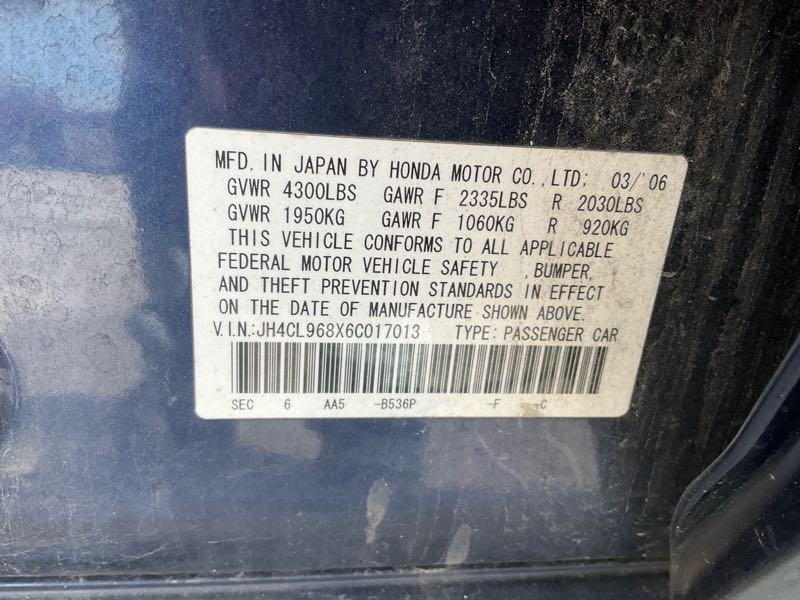 MFD. IN JAPAN BY HONDA MOTOR CO., LTD; 03/'06
GVWR 4300LBS GAWR F 2335LBS R 2030LBS
GVWR 1950KG GAWR F 1060KG R 920KG
THIS VEHICLE CONFORMS TO ALL APPLICABLE
FEDERAL MOTOR VEHICLE SAFETY , BUMPER,
AND THEFT PREVENTION STANDARDS IN EFFECT
ON THE DATE OF MANUFACTURE SHOWN ABOVE.
V.I.N.:JH4CL968X6C017013 TYPE: PASSENGER CAR
SEC 6 AA5 -B536P -F -C